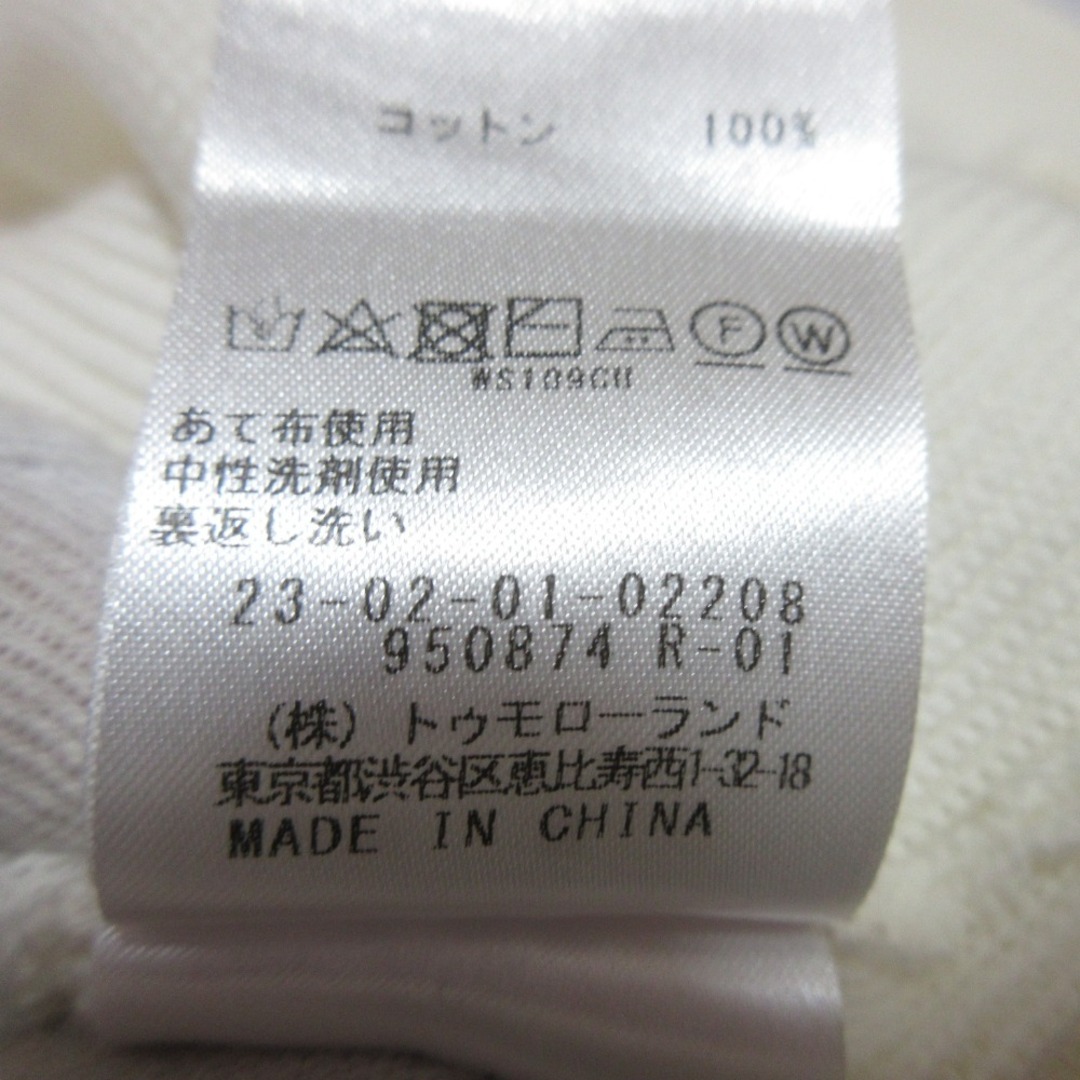 コットン 100%
F W
WS109CU
あて布使用
中性洗剤使用
裏返し洗い
23-02-01-02208
950874 R-01
(株) トゥモローランド
東京都渋谷区恵比寿西1-32-18
MADE IN CHINA